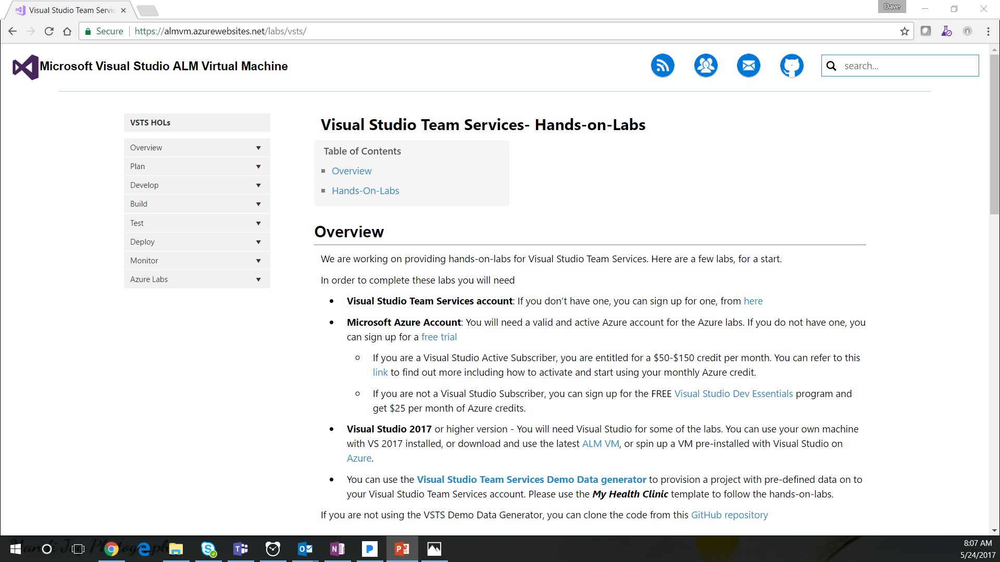 Visual Studio Team Servic
Dave
Secure
https://almvm.azurewebsites.net/labs/vsts/
Microsoft Visual Studio ALM Virtual Machine
search...
VSTS HOLs
Overview
Plan
Develop
Build
Test
Deploy
Monitor
Azure Labs
Visual Studio Team Services- Hands-on-Labs
Table of Contents
Overview
Hands-On-Labs
Overview
We are working on providing hands-on-labs for Visual Studio Team Services. Here are a few labs, for a start.
In order to complete these labs you will need
Visual Studio Team Services account: If you don’t have one, you can sign up for one, from here
Microsoft Azure Account: You will need a valid and active Azure account for the Azure labs. If you do not have one, you
can sign up for a free trial
If you are a Visual Studio Active Subscriber, you are entitled for a $50-$150 credit per month. You can refer to this
link to find out more including how to activate and start using your monthly Azure credit.
If you are not a Visual Studio Subscriber, you can sign up for the FREE Visual Studio Dev Essentials program and
get $25 per month of Azure credits.
Visual Studio 2017 or higher version - You will need Visual Studio for some of the labs. You can use your own machine
with VS 2017 installed, or download and use the latest ALM VM, or spin up a VM pre-installed with Visual Studio on
Azure.
You can use the Visual Studio Team Services Demo Data generator to provision a project with pre-defined data on to
your Visual Studio Team Services account. Please use the My Health Clinic template to follow the hands-on-labs.
If you are not using the VSTS Demo Data Generator, you can clone the code from this GitHub repository
8:07 AM
5/24/2017